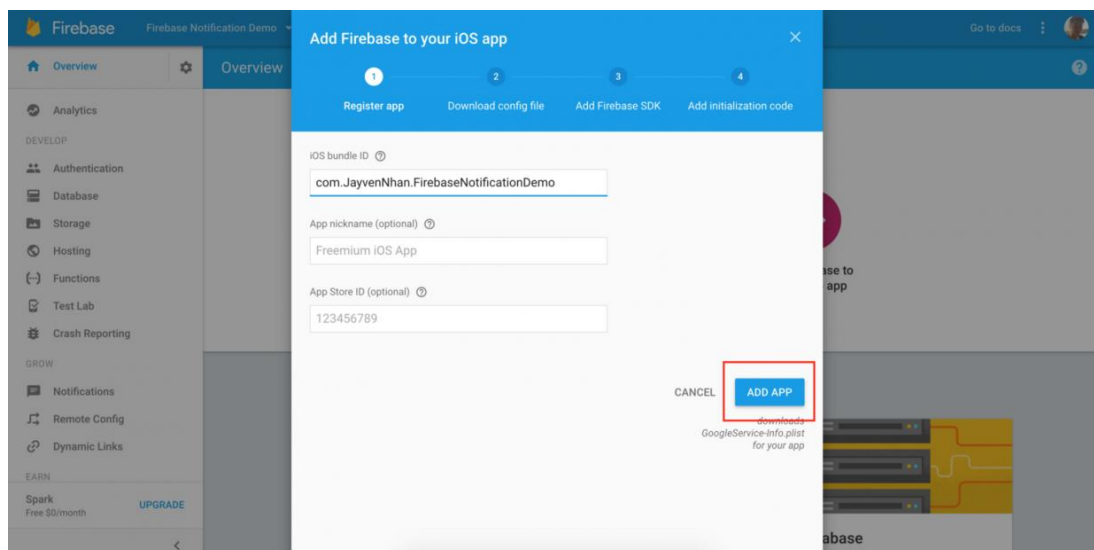 Firebase
Firebase Notification Demo
Go to docs
Overview
Overview
Analytics
DEVELOP
Authentication
Database
Storage
Hosting
Functions
Test Lab
Crash Reporting
GROW
Notifications
Remote Config
Dynamic Links
EARN
Spark
Free $0/month
UPGRADE
Add Firebase to your iOS app
1
2
3
4
Register app
Download config file
Add Firebase SDK
Add initialization code
iOS bundle ID
com.JayvenNhan.FirebaseNotificationDemo
App nickname (optional)
Freemium iOS App
App Store ID (optional)
123456789
CANCEL
ADD APP
downloads
GoogleService-Info.plist
for your app
ase to
app
abase